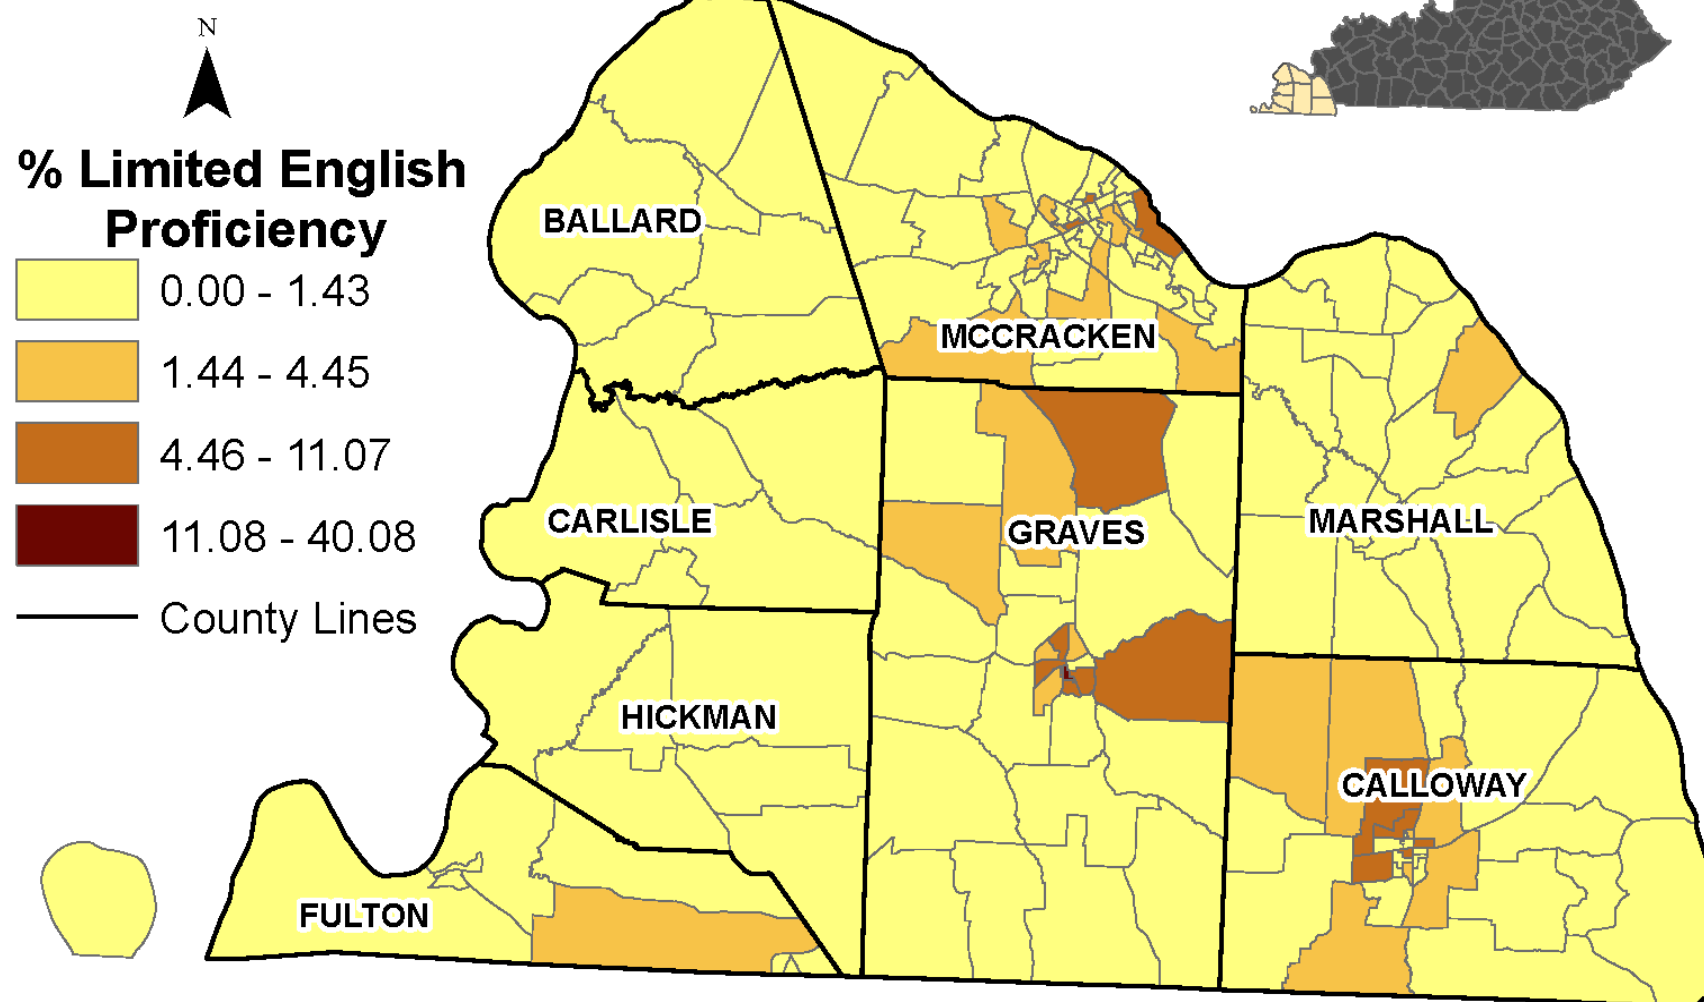 N
% Limited English
Proficiency
0.00 - 1.43
1.44 - 4.45
4.46 - 11.07
11.08 - 40.08
County Lines
BALLARD
MCCRACKEN
CARLISLE
GRAVES
MARSHALL
HICKMAN
CALLOWAY
FULTON